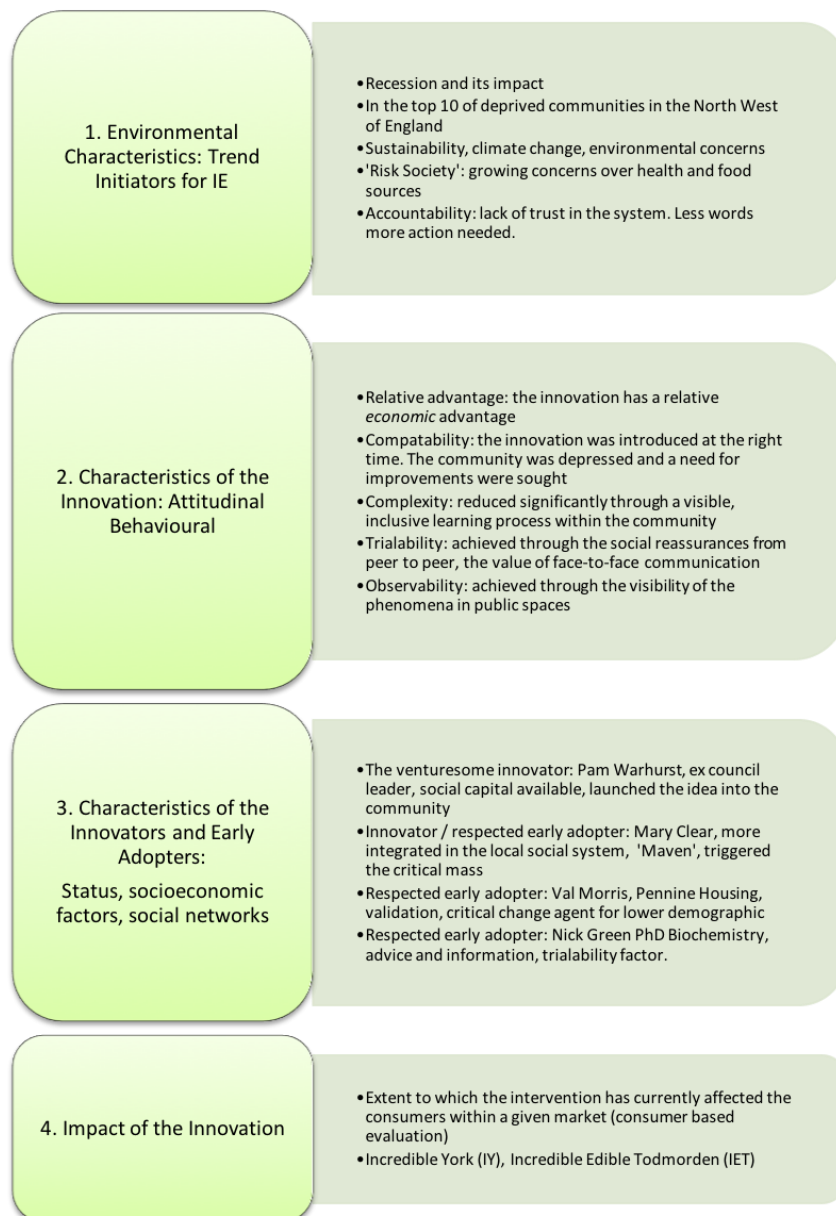 1. Environmental
Characteristics: Trend
Initiators for IE
•Recession and its impact
•In the top 10 of deprived communities in the North West
of England
•Sustainability, climate change, environmental concerns
•'Risk Society': growing concerns over health and food
sources
•Accountability: lack of trust in the system. Less words
more action needed.
2. Characteristics of the
Innovation: Attitudinal
Behavioural
•Relative advantage: the innovation has a relative
economic advantage
•Compatability: the innovation was introduced at the right
time. The community was depressed and a need for
improvements were sought
•Complexity: reduced significantly through a visible,
inclusive learning process within the community
•Trialability: achieved through the social reassurances from
peer to peer, the value of face-to-face communication
•Observability: achieved through the visibility of the
phenomena in public spaces
3. Characteristics of the
Innovators and Early
Adopters:
Status, socioeconomic
factors, social networks
•The venturesome innovator: Pam Warhurst, ex council
leader, social capital available, launched the idea into the
community
•Innovator / respected early adopter: Mary Clear, more
integrated in the local social system, 'Maven', triggered
the critical mass
•Respected early adopter: Val Morris, Pennine Housing,
validation, critical change agent for lower demographic
•Respected early adopter: Nick Green PhD Biochemistry,
advice and information, trialability factor.
4. Impact of the Innovation
•Extent to which the intervention has currently affected the
consumers within a given market (consumer based
evaluation)
•Incredible York (IY), Incredible Edible Todmorden (IET)